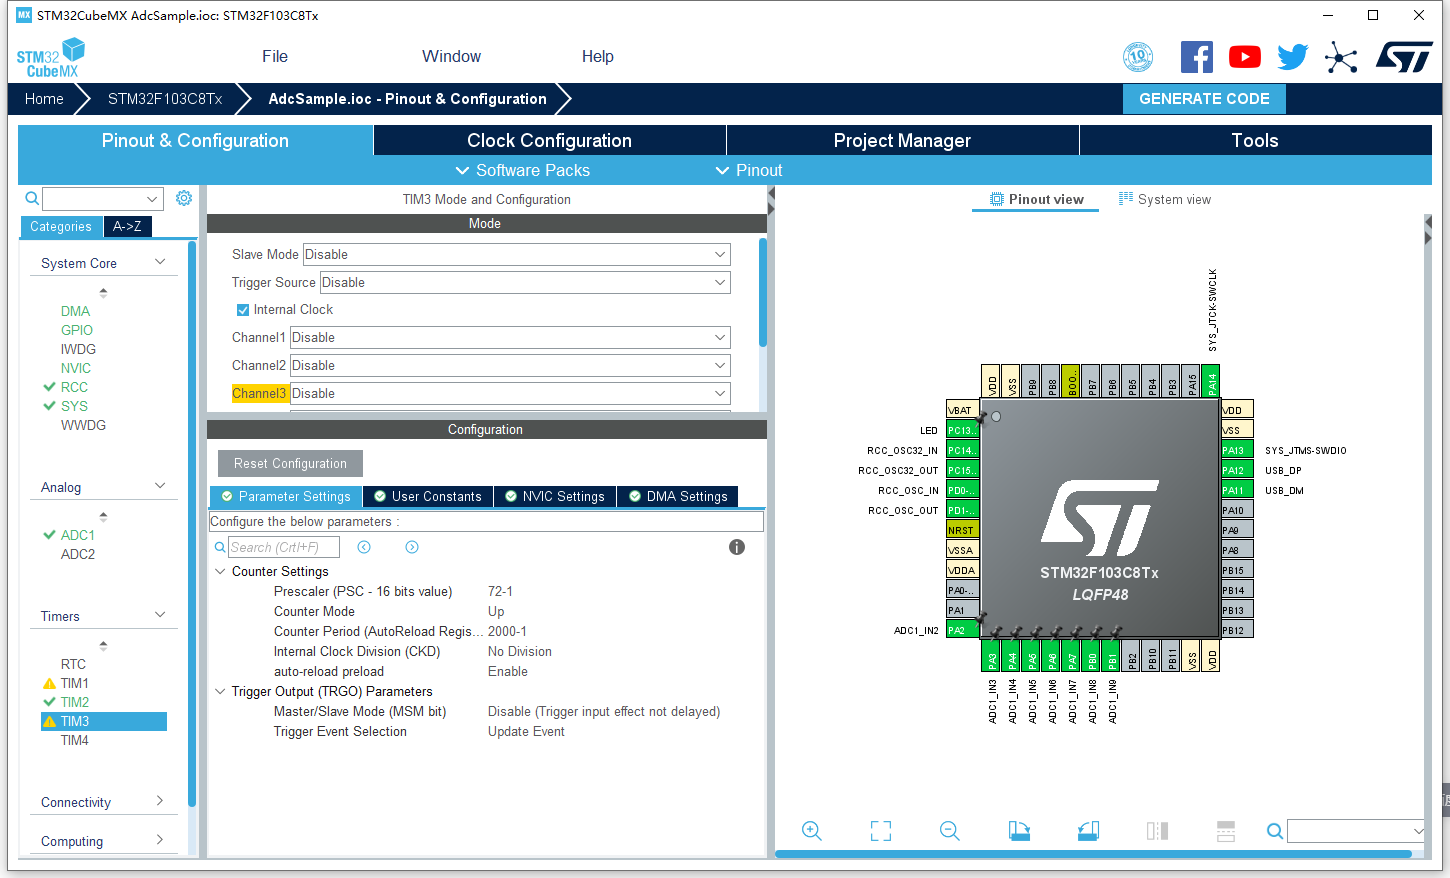 MX STM32CubeMX AdcSample.ioc: STM32F103C8Tx
STM32 CubeMX
File Window Help
10
Home STM32F103C8Tx AdcSample.ioc - Pinout & Configuration GENERATE CODE
Pinout & Configuration Clock Configuration Project Manager Tools
Software Packs Pinout
Categories A->Z
System Core
DMA
GPIO
IWDG
NVIC
RCC
SYS
WWDG
Analog
ADC1
ADC2
Timers
RTC
TIM1
TIM2
TIM3
TIM4
Connectivity
Computing
TIM3 Mode and Configuration
Mode
Slave Mode Disable
Trigger Source Disable
Internal Clock
Channel1 Disable
Channel2 Disable
Channel3 Disable
Configuration
Reset Configuration
Parameter Settings User Constants NVIC Settings DMA Settings
Configure the below parameters :
Search (Crtl+F)
Counter Settings
Prescaler (PSC - 16 bits value) 72-1
Counter Mode Up
Counter Period (AutoReload Regis... 2000-1
Internal Clock Division (CKD) No Division
auto-reload preload Enable
Trigger Output (TRGO) Parameters
Master/Slave Mode (MSM bit) Disable (Trigger input effect not delayed)
Trigger Event Selection Update Event
Pinout view System view
SYS_JTCK-SWCLK
VDD VSS PB9 PB8 BOO.. PB7 PB6 PB5 PB4 PB3 PA15 PA14
VBAT VDD
LED PC13.. VSS
RCC_OSC32_IN PC14.. PA13 SYS_JTMS-SWDIO
RCC_OSC32_OUT PC15.. PA12 USB_DP
RCC_OSC_IN PD0-.. PA11 USB_DM
RCC_OSC_OUT PD1-.. PA10
NRST PA9
VSSA PA8
VDDA PB15
PA0-.. PB14
PA1 PB13
ADC1_IN2 PA2 PB12
ST
STM32F103C8Tx
LQFP48
PA3 PA4 PA5 PA6 PA7 PB0 PB1 PB2 PB10 PB11 VSS VDD
ADC1_IN3 ADC1_IN4 ADC1_IN5 ADC1_IN6 ADC1_IN7 ADC1_IN8 ADC1_IN9